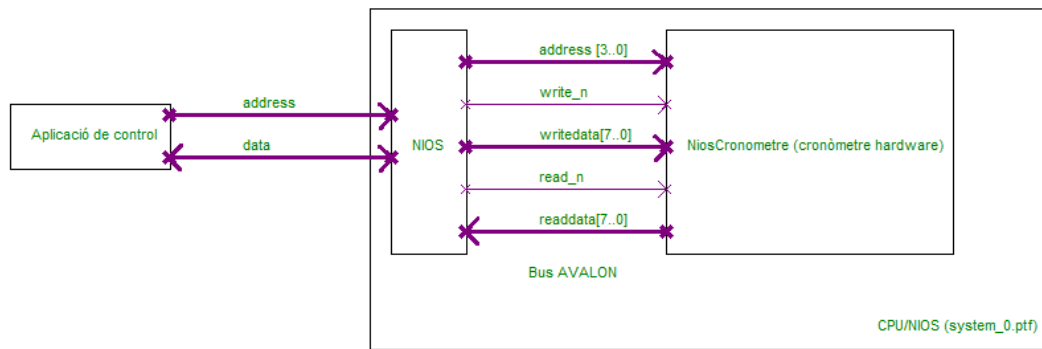 address [3..0]
write_n
address
Aplicació de control
NIOS
writedata[7..0]
NiosCronometre (cronòmetre hardware)
data
read_n
readdata[7..0]
Bus AVALON
CPU/NIOS (system_0.ptf)